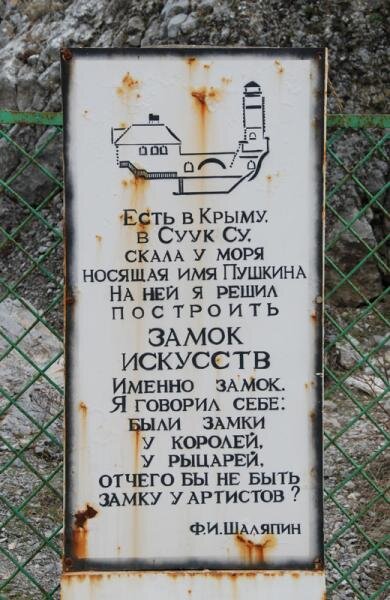 Есть в Крыму,
в Суук Су,
скала у моря
носящая имя Пушкина
На ней я решил
построить
ЗАМОК
ИСКУССТВ
Именно замок.
Я говорил себе:
были замки
у королей,
у рыцарей,
отчего бы не быть
замку у артистов?
Ф.И.Шаляпин